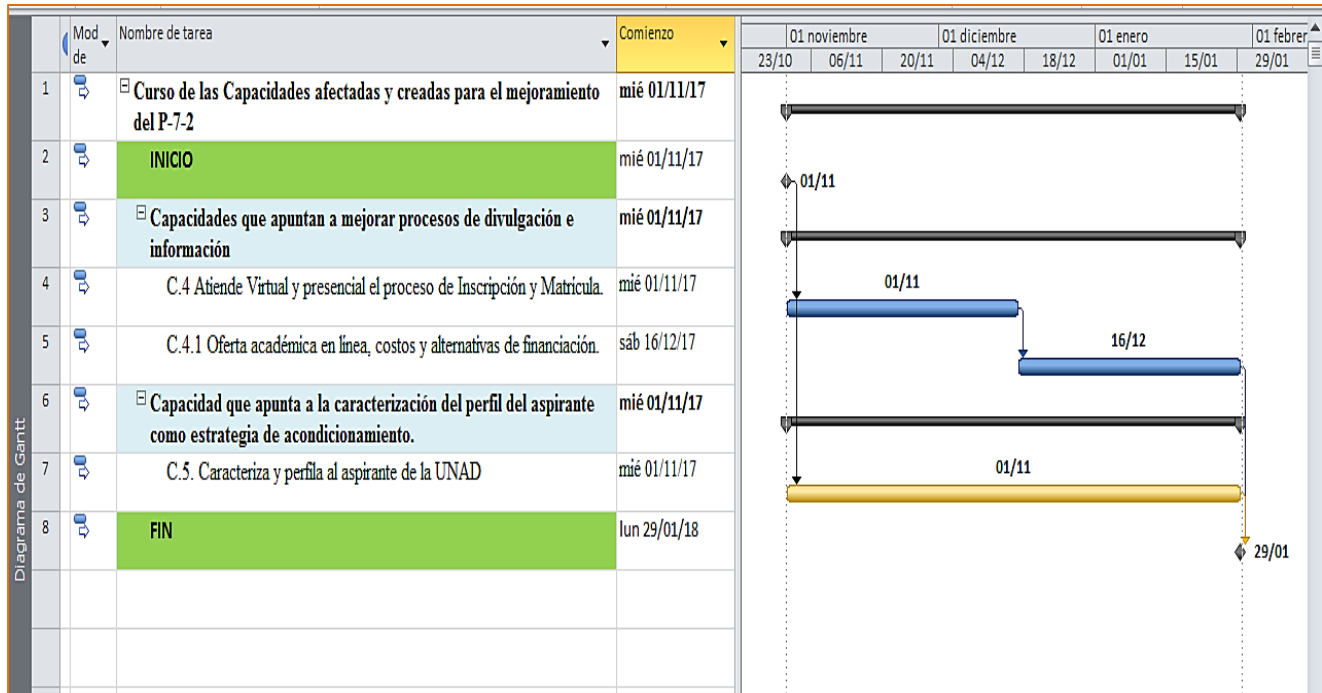 Mod de
Nombre de tarea
Comienzo
01 noviembre
01 diciembre
01 enero
01 febrer
23/10
06/11
20/11
04/12
18/12
01/01
15/01
29/01
1
Curso de las Capacidades afectadas y creadas para el mejoramiento
del P-7-2
mié 01/11/17
2
INICIO
mié 01/11/17
01/11
3
Capacidades que apuntan a mejorar procesos de divulgación e
información
mié 01/11/17
4
C.4 Atiende Virtual y presencial el proceso de Inscripción y Matrícula.
mié 01/11/17
01/11
5
C.4.1 Oferta académica en línea, costos y alternativas de financiación.
sáb 16/12/17
16/12
6
Capacidad que apunta a la caracterización del perfil del aspirante
como estrategia de acondicionamiento.
mié 01/11/17
7
C.5. Caracteriza y perfila al aspirante de la UNAD
mié 01/11/17
01/11
8
FIN
lun 29/01/18
29/01
Diagrama de Gantt